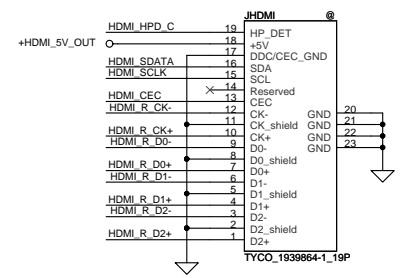 JHDMI @
HDMI_HPD_C 19 HP_DET
+HDMI_5V_OUT 18 +5V
17 DDC/CEC_GND
HDMI_SDATA 16 SDA
HDMI_SCLK 15 SCL
14 Reserved
HDMI_CEC 13 CEC
HDMI_R_CK- 12 CK- GND 20
11 CK_shield GND 21
HDMI_R_CK+ 10 CK+ GND 22
HDMI_R_D0- 9 D0- GND 23
8 D0_shield
HDMI_R_D0+ 7 D0+
HDMI_R_D1- 6 D1-
5 D1_shield
HDMI_R_D1+ 4 D1+
HDMI_R_D2- 3 D2-
2 D2_shield
HDMI_R_D2+ 1 D2+
TYCO_1939864-1_19P